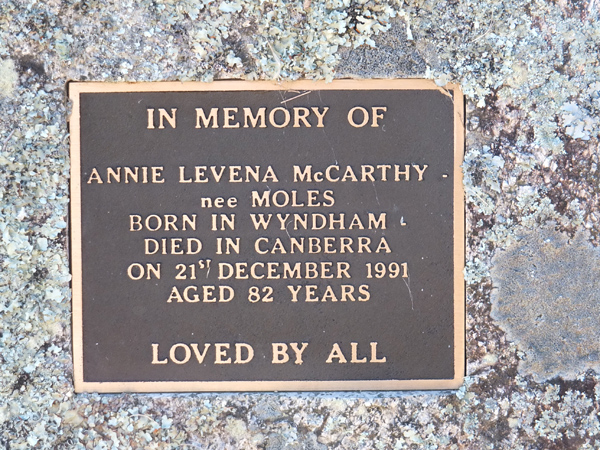 IN MEMORY OF
ANNIE LEVENA McCARTHY -
nee MOLES
BORN IN WYNDHAM -
DIED IN CANBERRA
ON 21ST DECEMBER 1991
AGED 82 YEARS
LOVED BY ALL